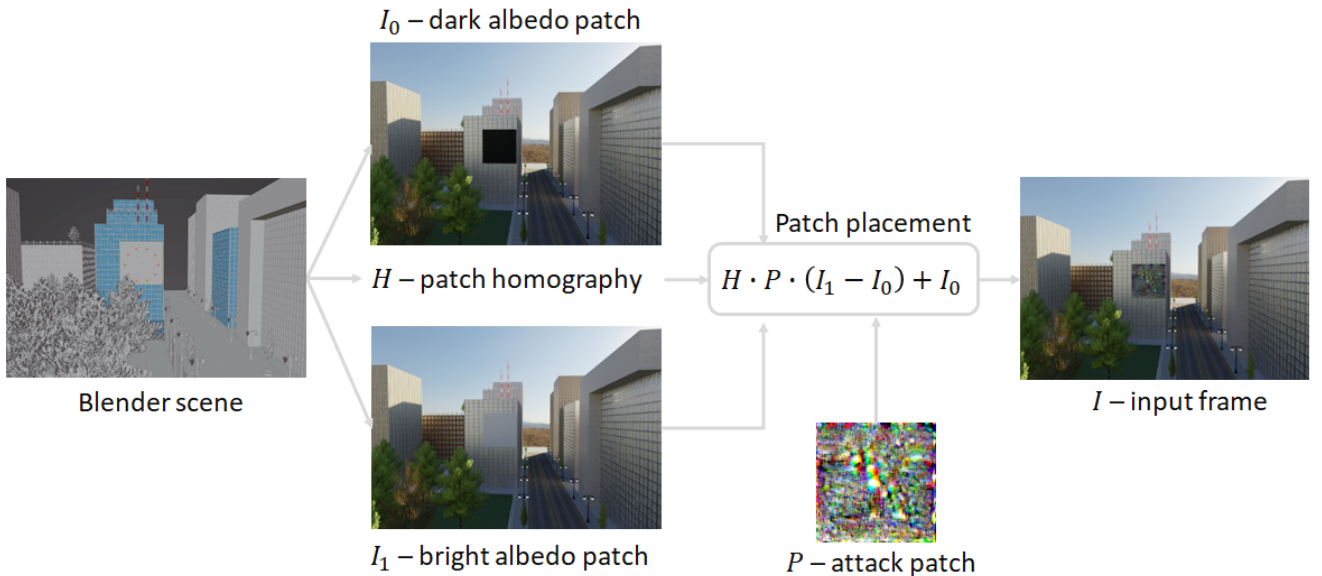 I₀ – dark albedo patch
Blender scene
H – patch homography
I₁ – bright albedo patch
Patch placement
H · P · (I₁ − I₀) + I₀
P – attack patch
I – input frame